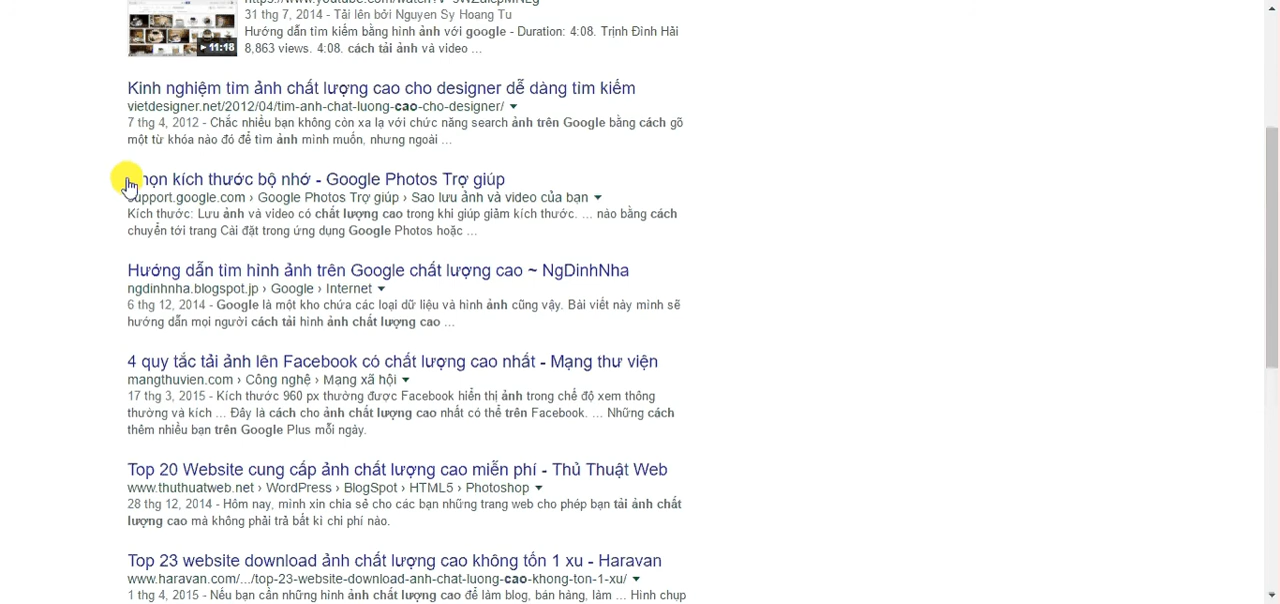 31 thg 7, 2014 - Tải lên bởi Nguyen Sy Hoang Tu
Hướng dẫn tìm kiếm bằng hình ảnh với google - Duration: 4:08. Trịnh Đình Hải
8,863 views. 4:08. cách tải ảnh và video ...
11:18
Kinh nghiệm tìm ảnh chất lượng cao cho designer dễ dàng tìm kiếm
vietdesigner.net/2012/04/tim-anh-chat-luong-cao-cho-designer/
7 thg 4, 2012 - Chắc nhiều bạn không còn xa lạ với chức năng search ảnh trên Google bằng cách gõ
một từ khóa nào đó để tìm ảnh mình muốn, nhưng ngoài ...
Chọn kích thước bộ nhớ - Google Photos Trợ giúp
support.google.com › Google Photos Trợ giúp › Sao lưu ảnh và video của bạn
Kích thước: Lưu ảnh và video có chất lượng cao trong khi giúp giảm kích thước. ... nào bằng cách
chuyển tới trang Cài đặt trong ứng dụng Google Photos hoặc ...
Hướng dẫn tìm hình ảnh trên Google chất lượng cao ~ NgDinhNha
ngdinhnha.blogspot.jp › Google › Internet
6 thg 12, 2014 - Google là một kho chứa các loại dữ liệu và hình ảnh cũng vậy. Bài viết này mình sẽ
hướng dẫn mọi người cách tải hình ảnh chất lượng cao ...
4 quy tắc tải ảnh lên Facebook có chất lượng cao nhất - Mạng thư viện
mangthuvien.com › Công nghệ › Mạng xã hội
17 thg 3, 2015 - Kích thước 960 px thường được Facebook hiển thị ảnh trong chế độ xem thông
thường và kích ... Đây là cách cho ảnh chất lượng cao nhất có thể trên Facebook. ... Những cách
thêm nhiều bạn trên Google Plus mỗi ngày.
Top 20 Website cung cấp ảnh chất lượng cao miễn phí - Thủ Thuật Web
www.thuthuatweb.net › WordPress › BlogSpot › HTML5 › Photoshop
28 thg 12, 2014 - Hôm nay, mình xin chia sẻ cho các bạn những trang web cho phép bạn tải ảnh chất
lượng cao mà không phải trả bất kì chi phí nào.
Top 23 website download ảnh chất lượng cao không tốn 1 xu - Haravan
www.haravan.com/.../top-23-website-download-anh-chat-luong-cao-khong-ton-1-xu/
1 thg 4, 2015 - Nếu bạn cần những hình ảnh chất lượng cao để làm blog, bán hàng, làm ... Hình chụp